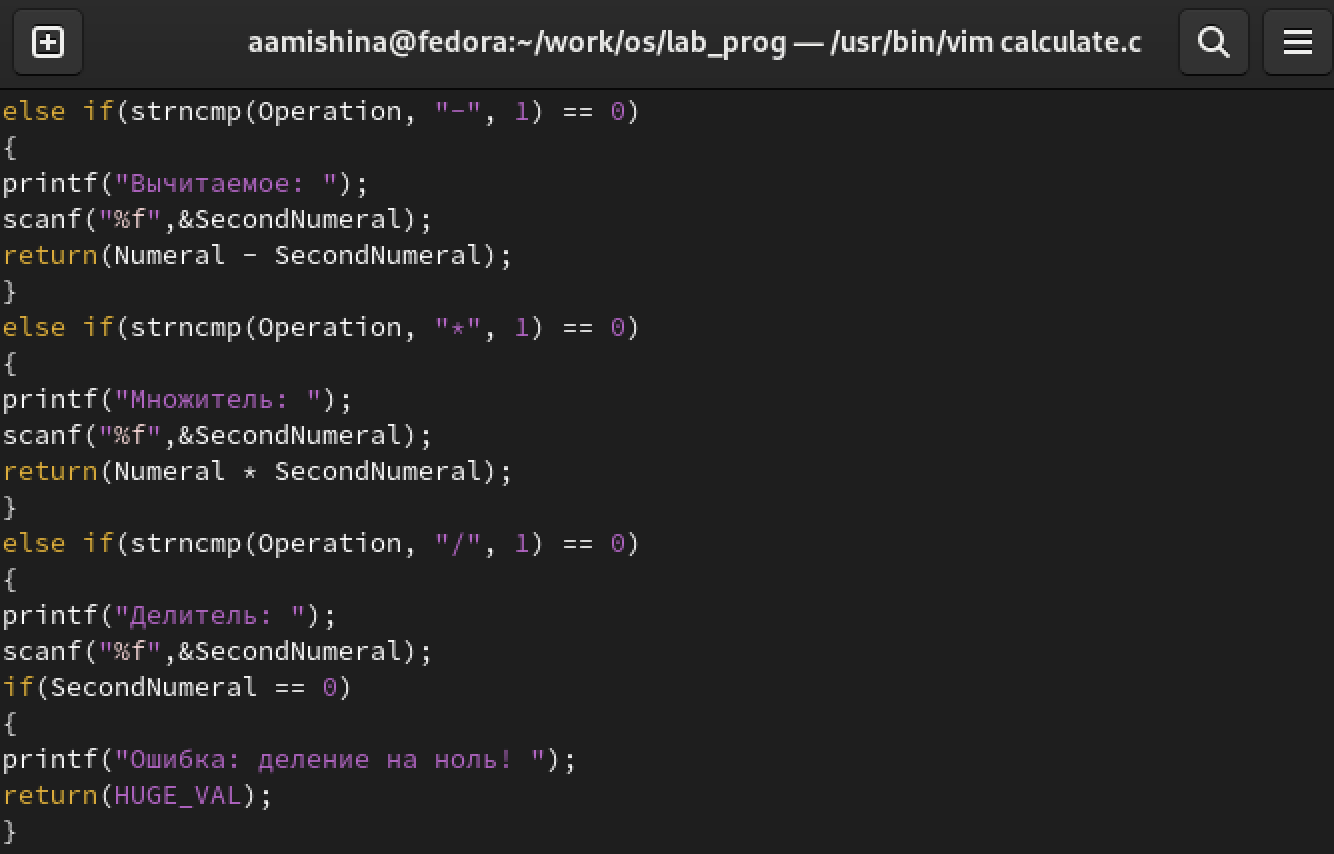 aamishina@fedora:~/work/os/lab_prog — /usr/bin/vim calculate.c
else if(strncmp(Operation, "-", 1) == 0)
{
printf("Вычитаемое: ");
scanf("%f",&SecondNumeral);
return(Numeral - SecondNumeral);
}
else if(strncmp(Operation, "*", 1) == 0)
{
printf("Множитель: ");
scanf("%f",&SecondNumeral);
return(Numeral * SecondNumeral);
}
else if(strncmp(Operation, "/", 1) == 0)
{
printf("Делитель: ");
scanf("%f",&SecondNumeral);
if(SecondNumeral == 0)
{
printf("Ошибка: деление на ноль! ");
return(HUGE_VAL);
}